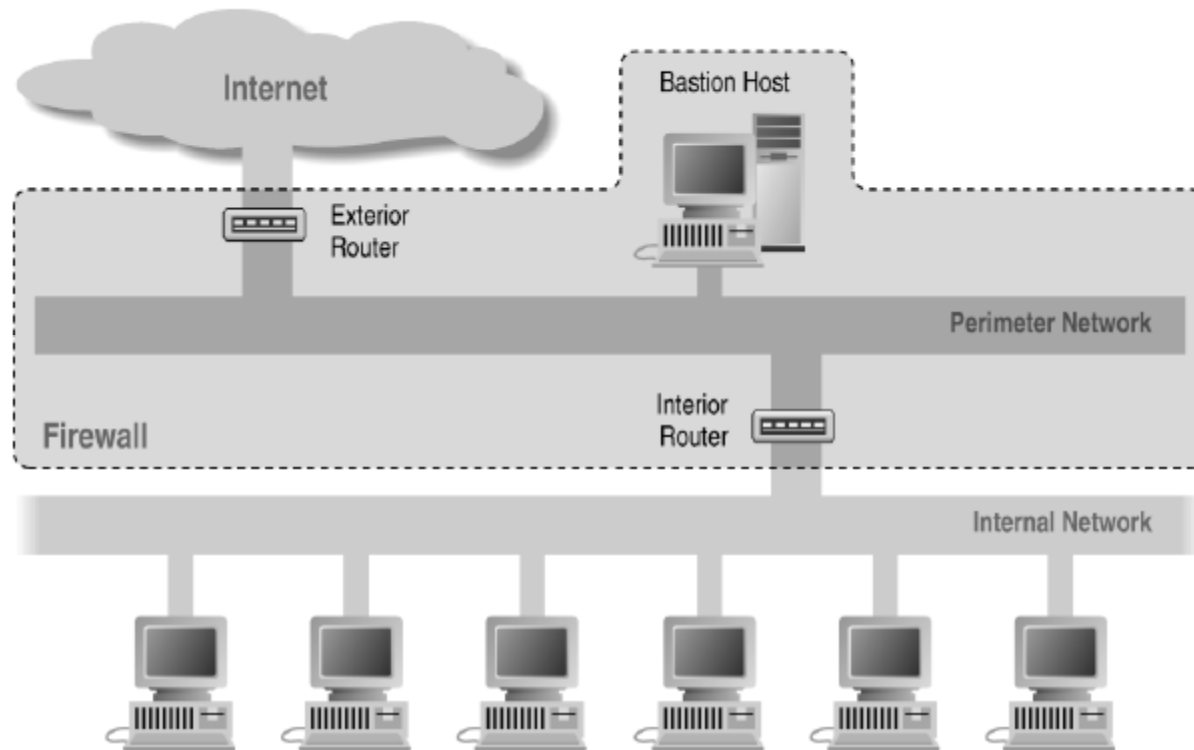 Internet
Bastion Host
Exterior
Router
Perimeter Network
Interior
Router
Firewall
Internal Network